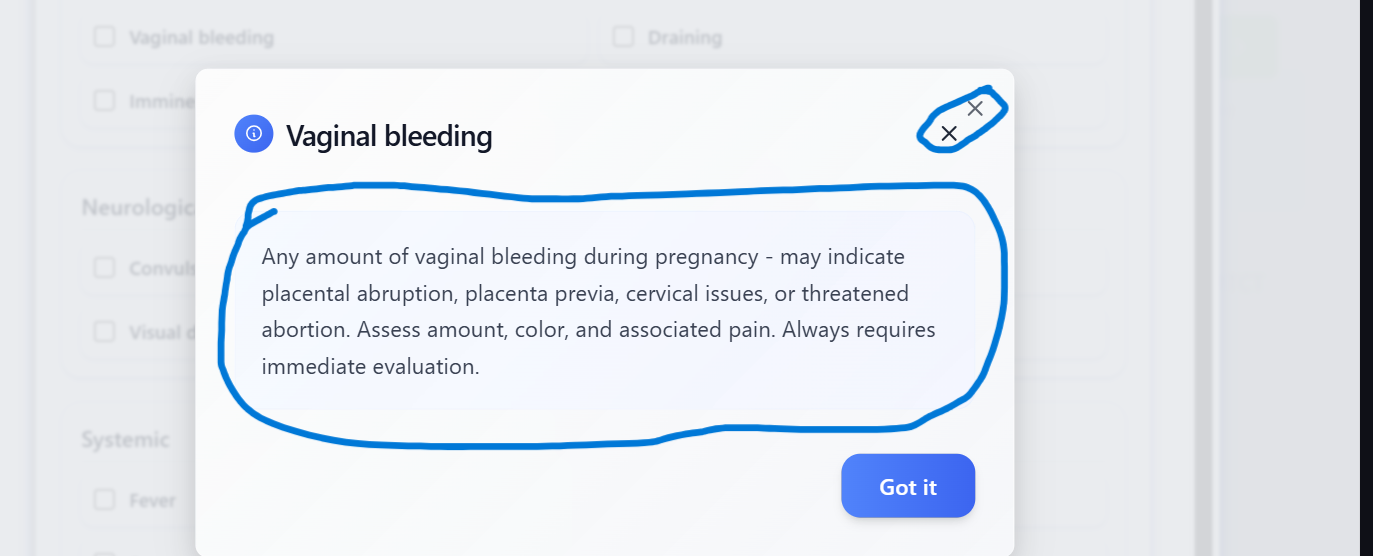 Vaginal bleeding
Draining
Immine
Vaginal bleeding
Neurologic
Any amount of vaginal bleeding during pregnancy - may indicate
placental abruption, placenta previa, cervical issues, or threatened
abortion. Assess amount, color, and associated pain. Always requires
immediate evaluation.
Convuls
Visual d
Systemic
Got it
Fever